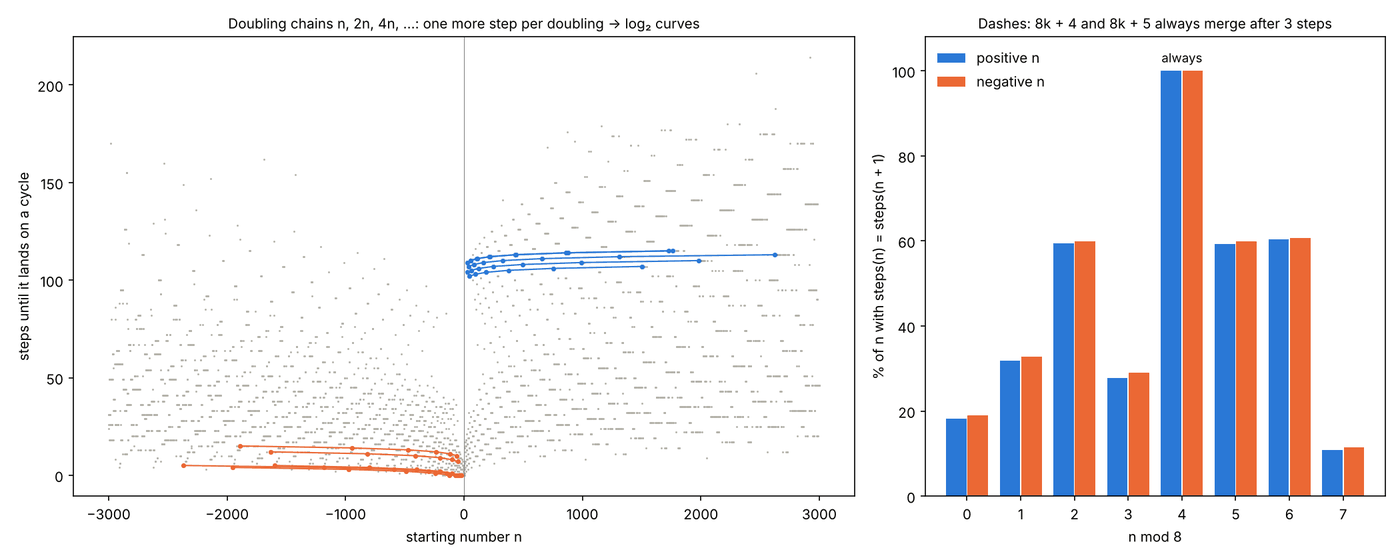 Doubling chains n, 2n, 4n, ...: one more step per doubling → log₂ curves
steps until it lands on a cycle
200
150
100
50
0
−3000 −2000 −1000 0 1000 2000 3000
starting number n
Dashes: 8k + 4 and 8k + 5 always merge after 3 steps
positive n
negative n
always
% of n with steps(n) = steps(n + 1)
100
80
60
40
20
0
0 1 2 3 4 5 6 7
n mod 8